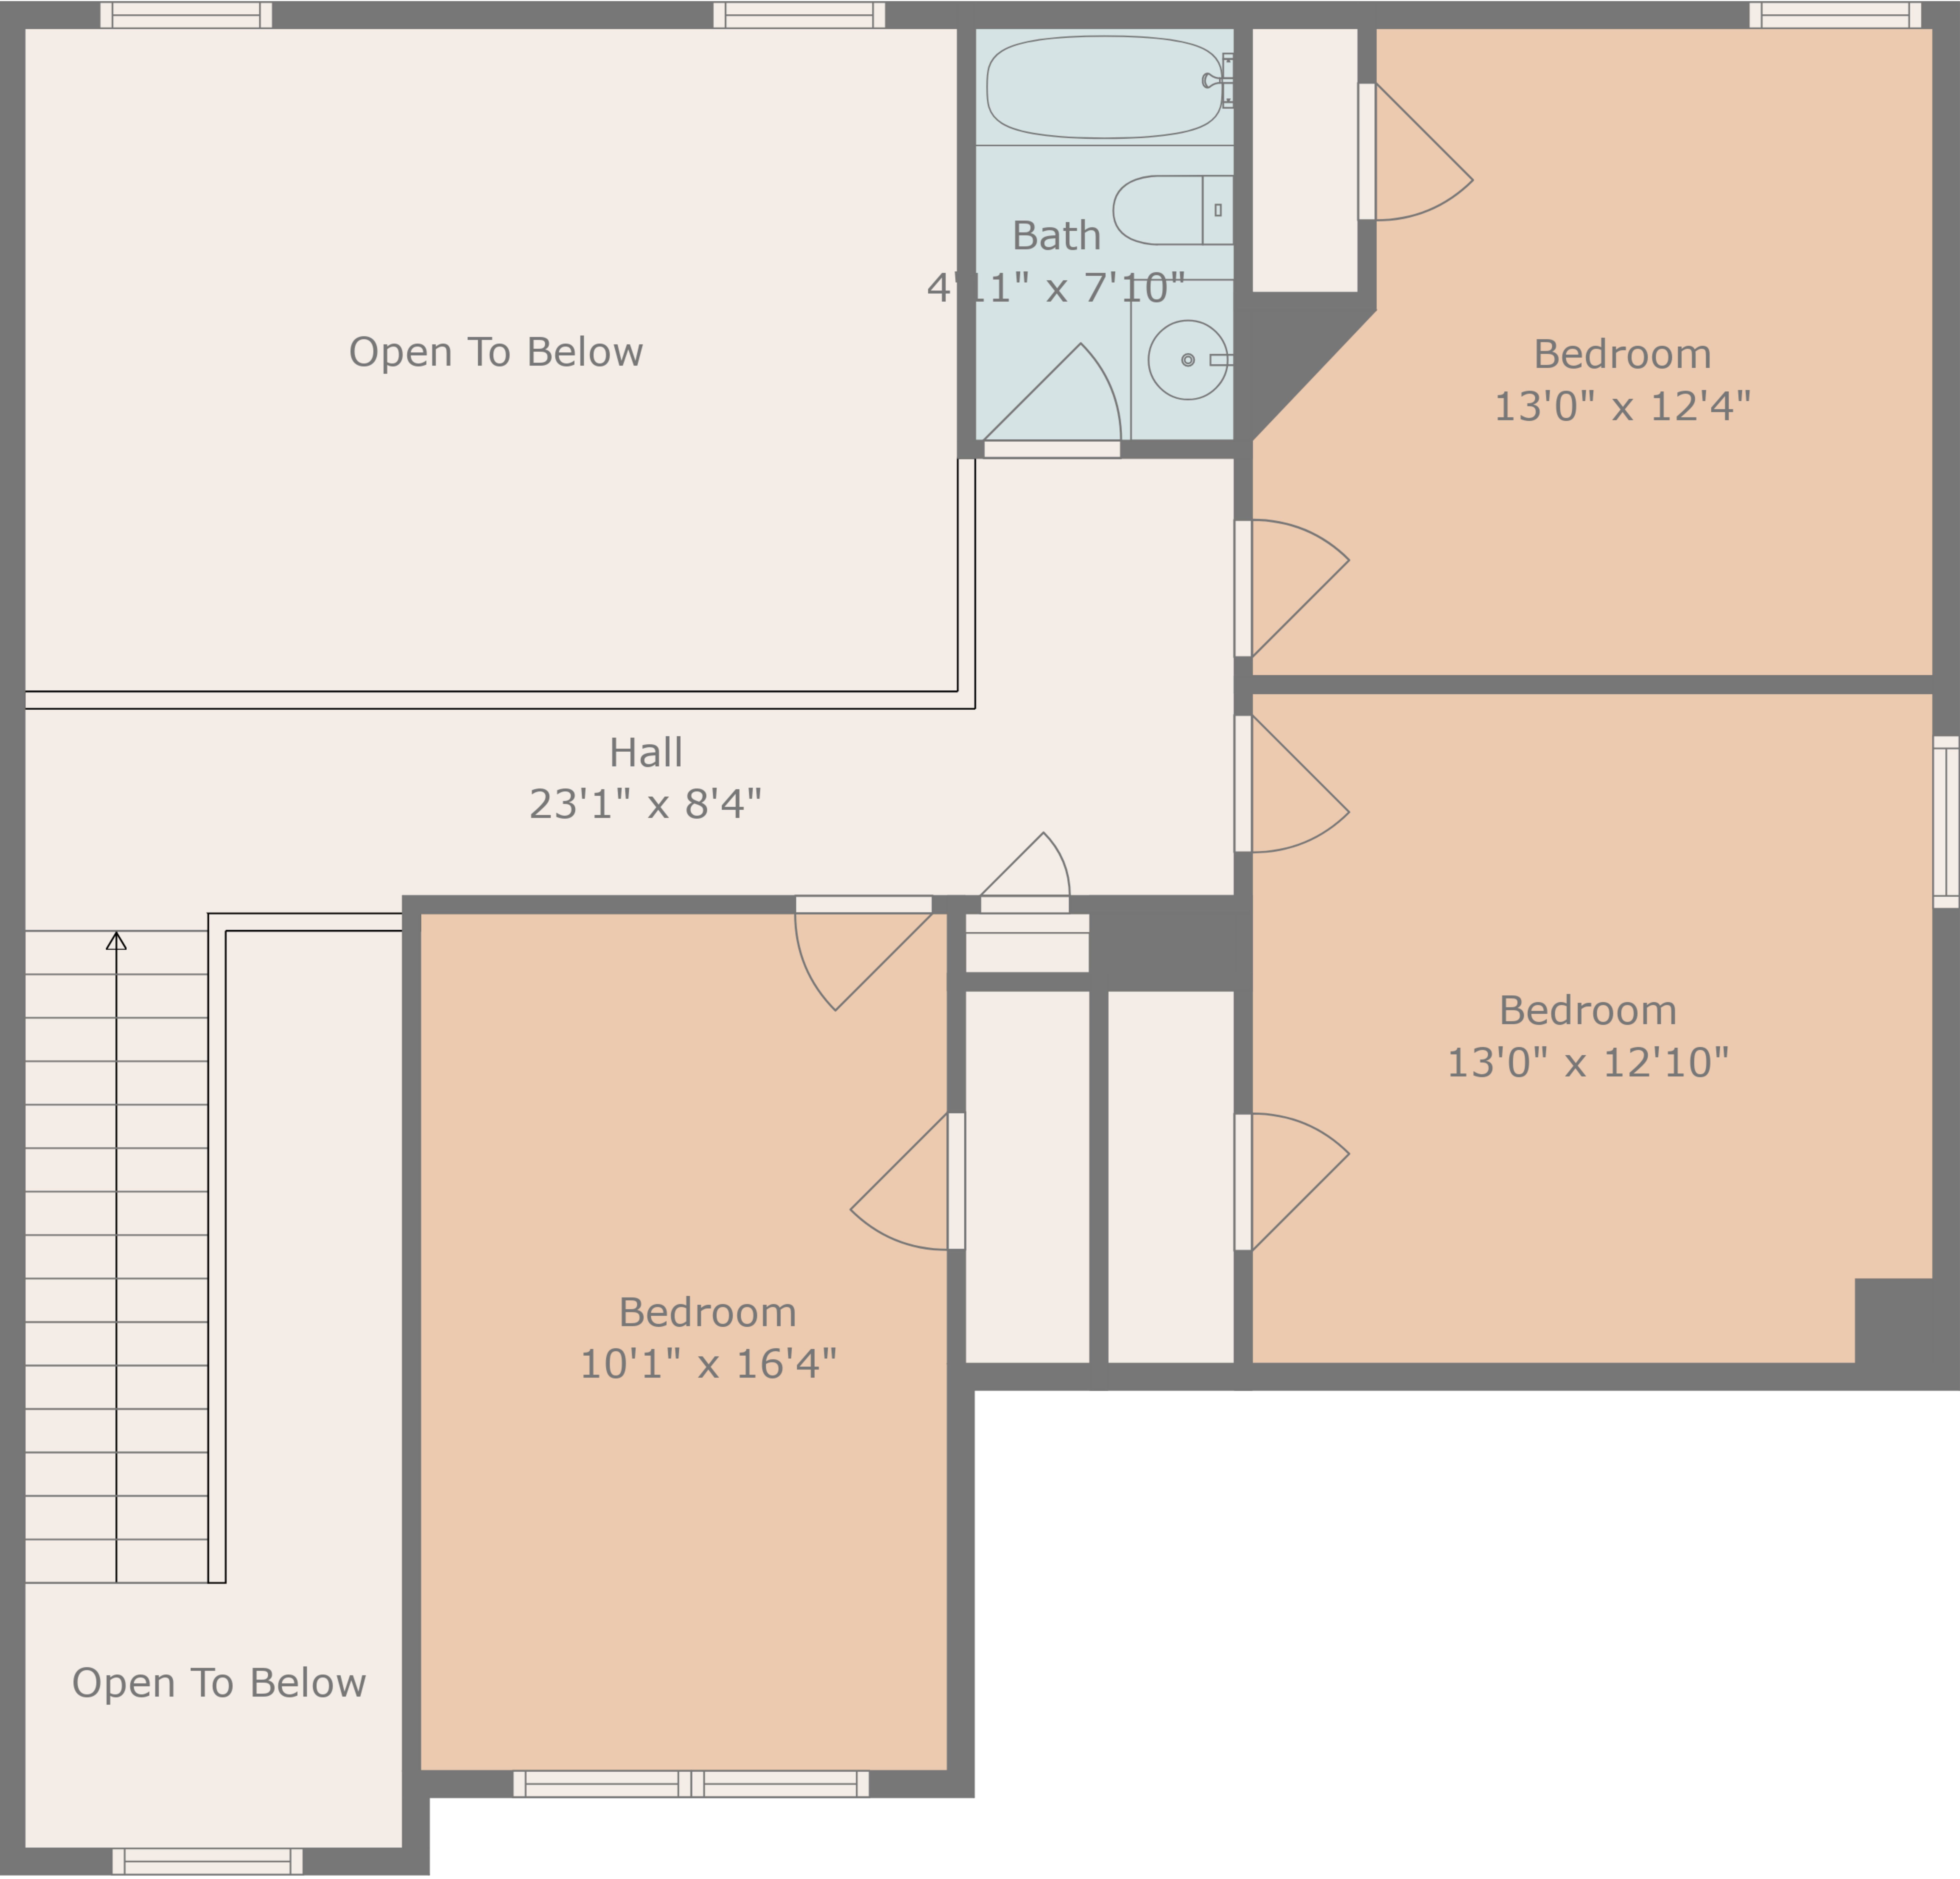 Bath
4'11" x 7'10"
Open To Below
Bedroom
13'0" x 12'4"
Hall
23'1" x 8'4"
Bedroom
13'0" x 12'10"
Bedroom
10'1" x 16'4"
Open To Below